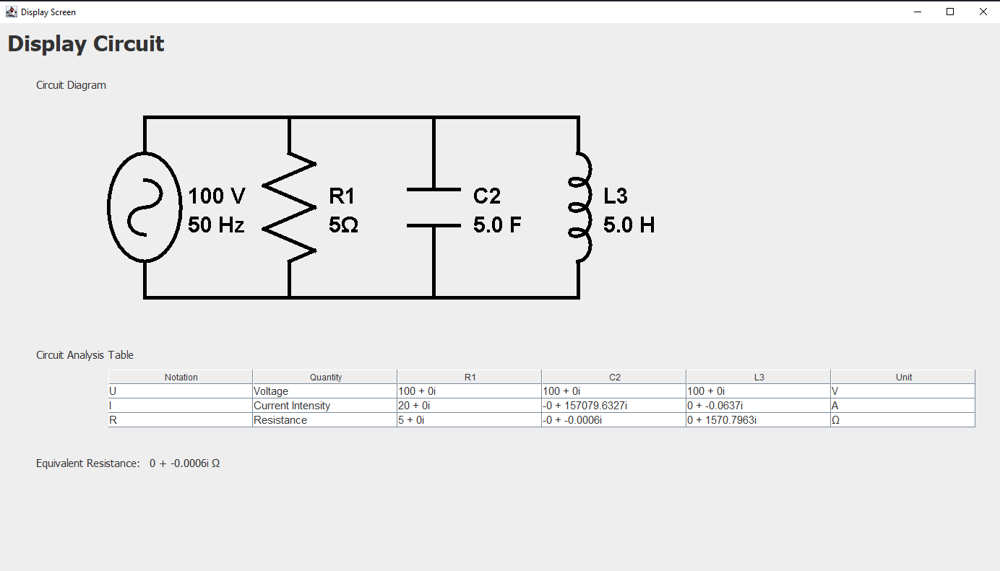 Display Screen
Display Circuit
Circuit Diagram
100 V
50 Hz
R1
5Ω
C2
5.0 F
L3
5.0 H
Circuit Analysis Table
Notation Quantity R1 C2 L3 Unit
U Voltage 100 + 0i 100 + 0i 100 + 0i V
I Current Intensity 20 + 0i -0 + 157079.6327i 0 + -0.0637i A
R Resistance 5 + 0i -0 + -0.0006i 0 + 1570.7963i Ω
Equivalent Resistance: 0 + -0.0006i Ω